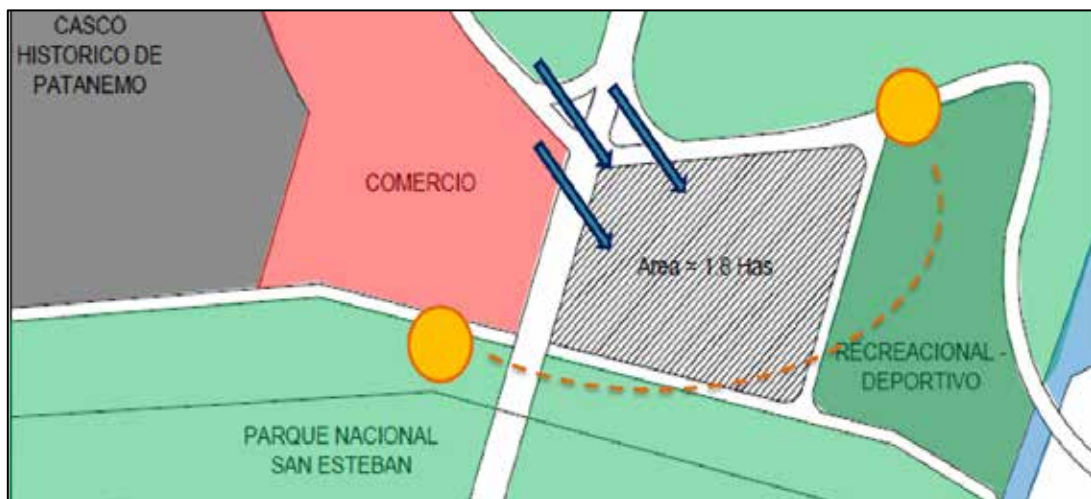 CASCO
HISTORICO DE
PATANEMO
COMERCIO
Area = 1.8 Has
RECREACIONAL -
DEPORTIVO
PARQUE NACIONAL
SAN ESTEBAN